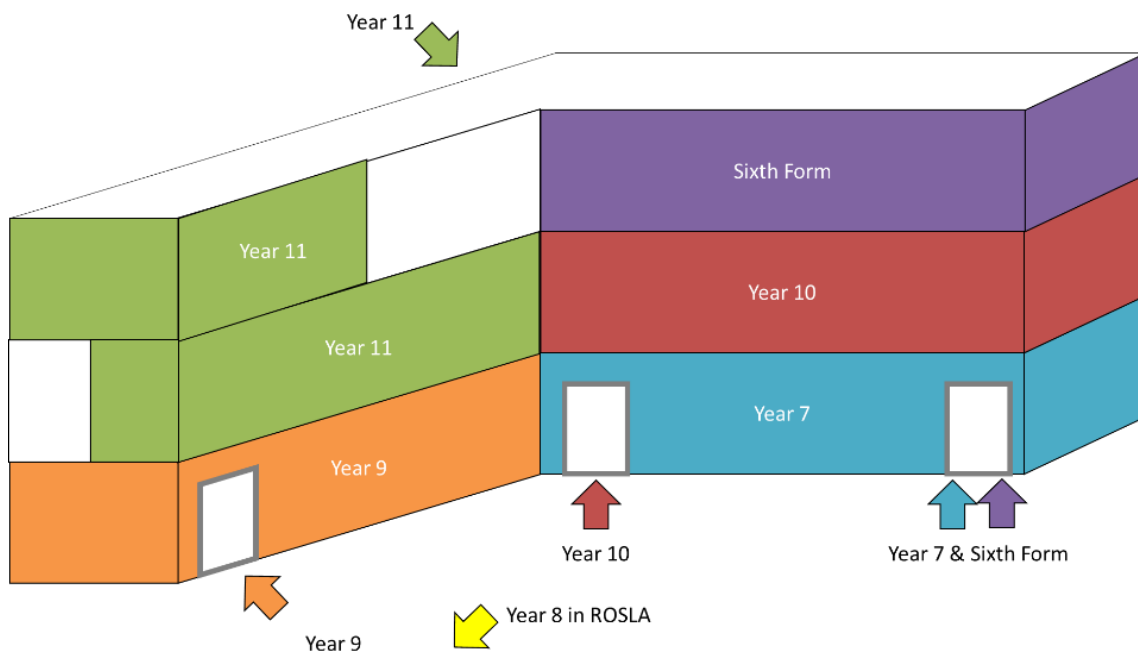 Year 11
Sixth Form
Year 11
Year 10
Year 11
Year 7
Year 9
Year 10
Year 7 & Sixth Form
Year 8 in ROSLA
Year 9